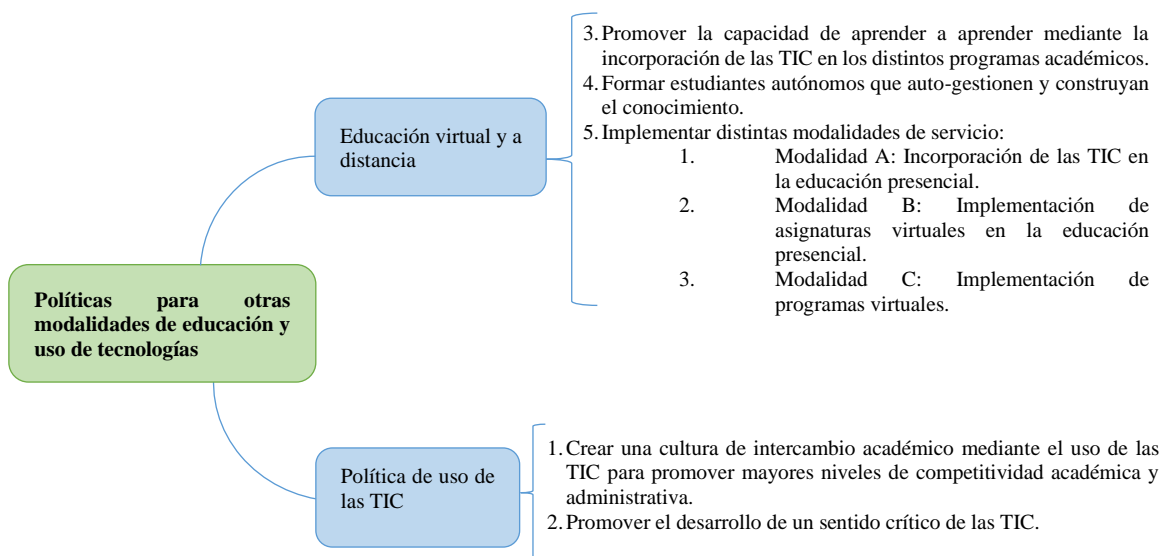 3. Promover la capacidad de aprender a aprender mediante la
incorporación de las TIC en los distintos programas académicos.
4. Formar estudiantes autónomos que auto-gestionen y construyan
el conocimiento.
5. Implementar distintas modalidades de servicio:
1. Modalidad A: Incorporación de las TIC en
la educación presencial.
2. Modalidad B: Implementación de
asignaturas virtuales en la educación
presencial.
3. Modalidad C: Implementación de
programas virtuales.
Educación virtual y a
distancia
Políticas para otras
modalidades de educación y
uso de tecnologías
Política de uso de
las TIC
1. Crear una cultura de intercambio académico mediante el uso de las
TIC para promover mayores niveles de competitividad académica y
administrativa.
2. Promover el desarrollo de un sentido crítico de las TIC.